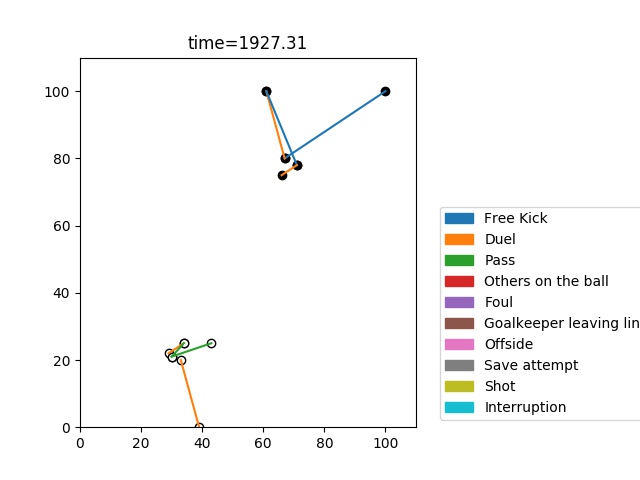 time=1927.31
100
80
60
40
20
0
0 20 40 60 80 100
Free Kick
Duel
Pass
Others on the ball
Foul
Goalkeeper leaving lin
Offside
Save attempt
Shot
Interruption